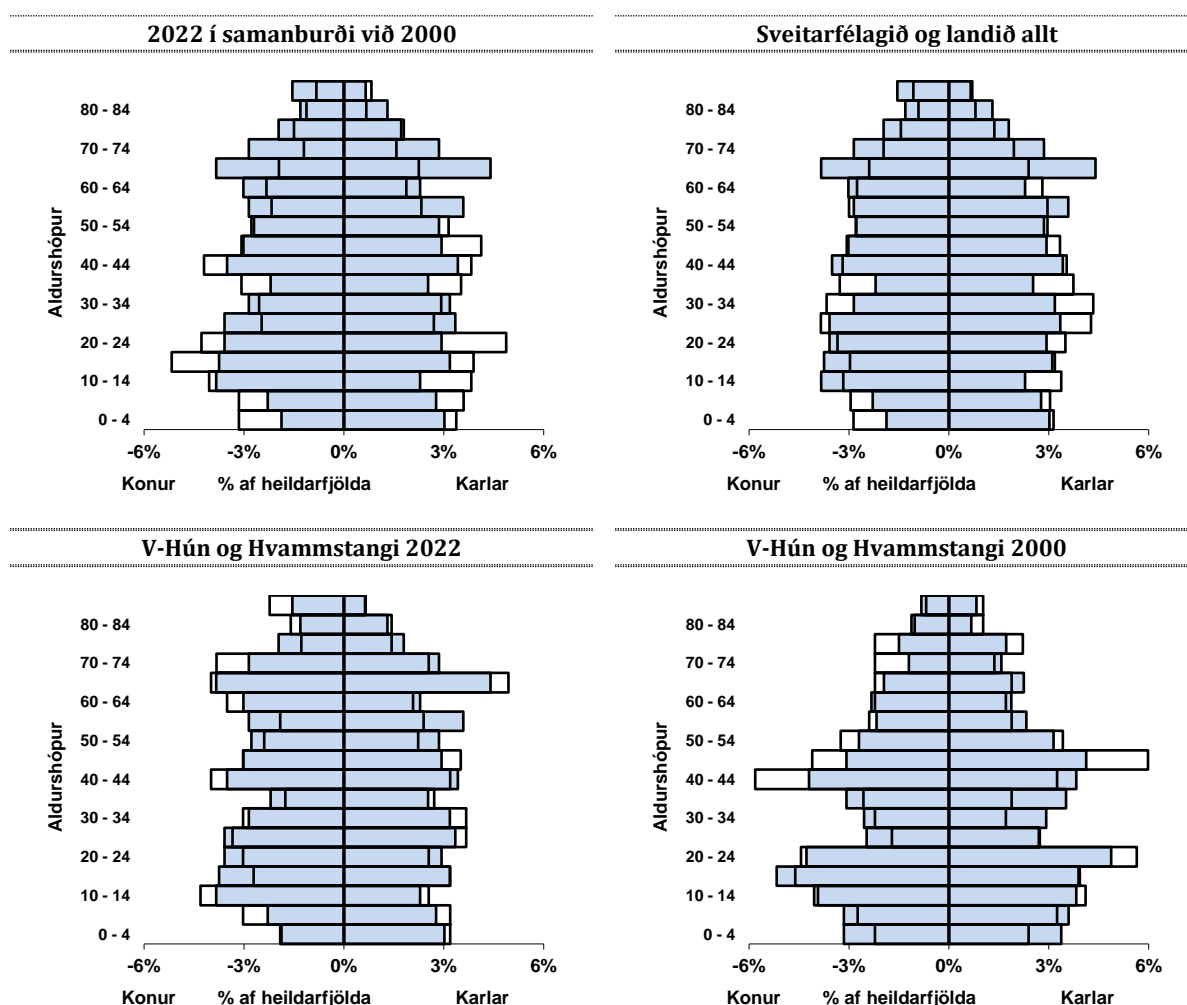 2022 í samanburði við 2000
80 - 84
70 - 74
60 - 64
50 - 54
40 - 44
30 - 34
20 - 24
10 - 14
0 - 4
Aldurshópur
-6% -3% 0% 3% 6%
Konur % af heildarfjölda Karlar
Sveitarfélagið og landið allt
80 - 84
70 - 74
60 - 64
50 - 54
40 - 44
30 - 34
20 - 24
10 - 14
0 - 4
Aldurshópur
-6% -3% 0% 3% 6%
Konur % af heildarfjölda Karlar
V-Hún og Hvammstangi 2022
80 - 84
70 - 74
60 - 64
50 - 54
40 - 44
30 - 34
20 - 24
10 - 14
0 - 4
Aldurshópur
-6% -3% 0% 3% 6%
Konur % af heildarfjölda Karlar
V-Hún og Hvammstangi 2000
80 - 84
70 - 74
60 - 64
50 - 54
40 - 44
30 - 34
20 - 24
10 - 14
0 - 4
Aldurshópur
-6% -3% 0% 3% 6%
Konur % af heildarfjölda Karlar